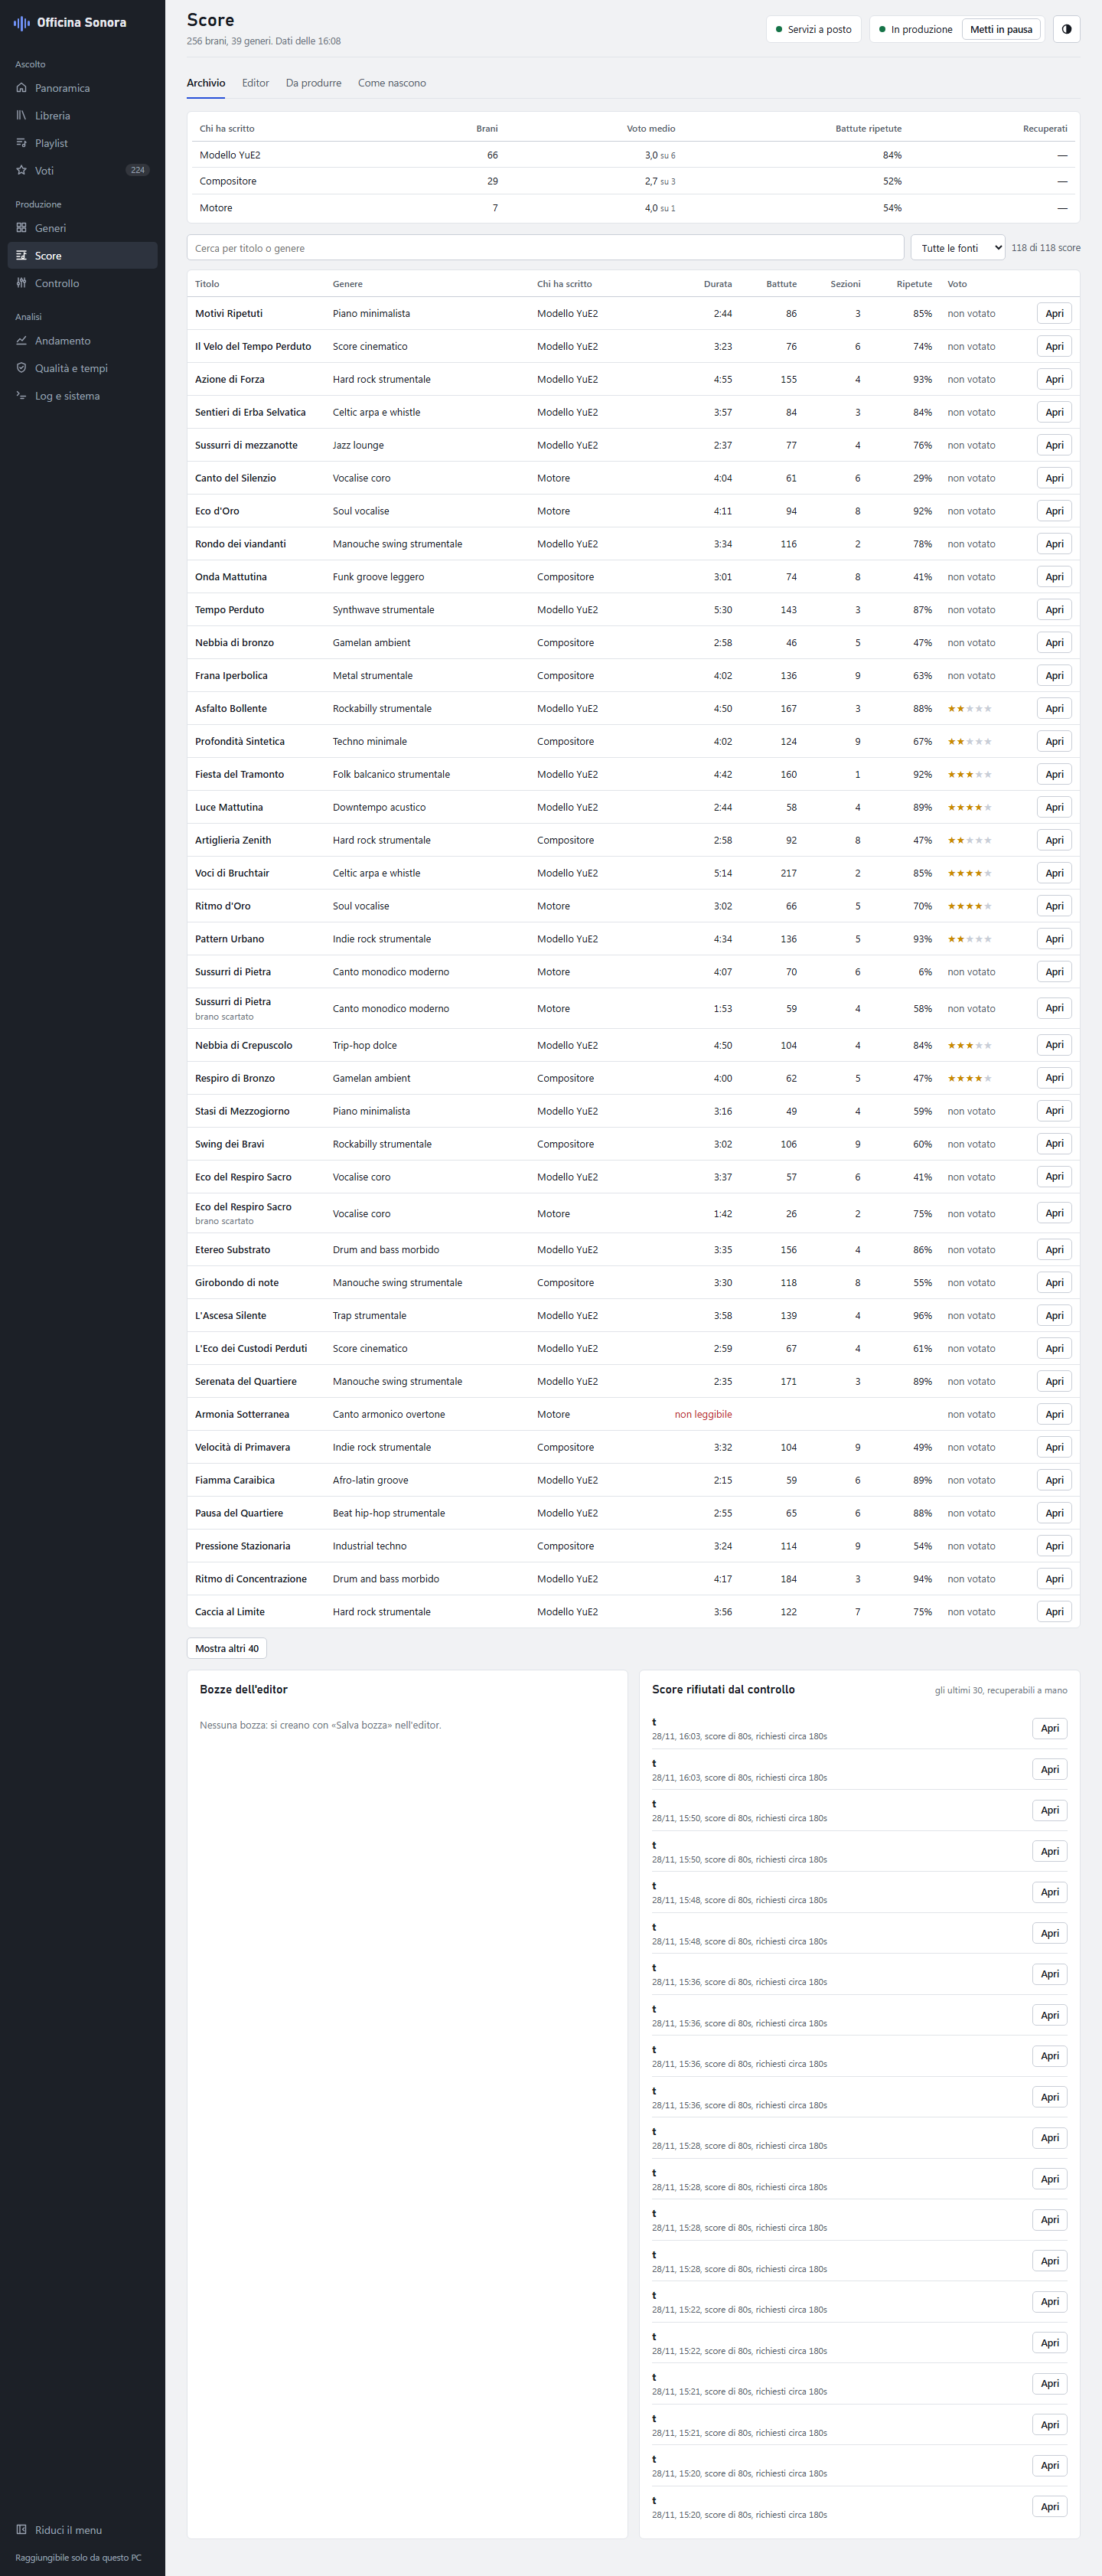 Officina Sonora
Ascolto
Panoramica
Libreria
Playlist
Voti 224
Produzione
Generi
Score
Controllo
Analisi
Andamento
Qualità e tempi
Log e sistema
Riduci il menu
Raggiungibile solo da questo PC
Score
256 brani, 39 generi. Dati delle 16:08
Servizi a posto
In produzione Metti in pausa
Archivio Editor Da produrre Come nascono
Chi ha scritto Brani Voto medio Battute ripetute Recuperati
Modello YuE2 66 3,0 su 6 84% —
Compositore 29 2,7 su 3 52% —
Motore 7 4,0 su 1 54% —
Cerca per titolo o genere Tutte le fonti 118 di 118 score
Titolo Genere Chi ha scritto Durata Battute Sezioni Ripetute Voto
Motivi Ripetuti Piano minimalista Modello YuE2 2:44 86 3 85% non votato Apri
Il Velo del Tempo Perduto Score cinematico Modello YuE2 3:23 76 6 74% non votato Apri
Azione di Forza Hard rock strumentale Modello YuE2 4:55 155 4 93% non votato Apri
Sentieri di Erba Selvatica Celtic arpa e whistle Modello YuE2 3:57 84 3 84% non votato Apri
Sussurri di mezzanotte Jazz lounge Modello YuE2 2:37 77 4 76% non votato Apri
Canto del Silenzio Vocalise coro Motore 4:04 61 6 29% non votato Apri
Eco d'Oro Soul vocalise Motore 4:11 94 8 92% non votato Apri
Rondo dei viandanti Manouche swing strumentale Modello YuE2 3:34 116 2 78% non votato Apri
Onda Mattutina Funk groove leggero Compositore 3:01 74 8 41% non votato Apri
Tempo Perduto Synthwave strumentale Modello YuE2 5:30 143 3 87% non votato Apri
Nebbia di bronzo Gamelan ambient Compositore 2:58 46 5 47% non votato Apri
Frana Iperbolica Metal strumentale Compositore 4:02 136 9 63% non votato Apri
Asfalto Bollente Rockabilly strumentale Modello YuE2 4:50 167 3 88% ★★★★★ Apri
Profondità Sintetica Techno minimale Compositore 4:02 124 9 67% ★★★★★ Apri
Fiesta del Tramonto Folk balcanico strumentale Modello YuE2 4:42 160 1 92% ★★★★★ Apri
Luce Mattutina Downtempo acustico Modello YuE2 2:44 58 4 89% ★★★★★ Apri
Artiglieria Zenith Hard rock strumentale Compositore 2:58 92 8 47% ★★★★★ Apri
Voci di Bruchtair Celtic arpa e whistle Modello YuE2 5:14 217 2 85% ★★★★★ Apri
Ritmo d'Oro Soul vocalise Motore 3:02 66 5 70% ★★★★★ Apri
Pattern Urbano Indie rock strumentale Modello YuE2 4:34 136 5 93% ★★★★★ Apri
Sussurri di Pietra Canto monodico moderno Motore 4:07 70 6 6% non votato Apri
Sussurri di Pietra Canto monodico moderno Motore 1:53 59 4 58% non votato Apri
brano scartato
Nebbia di Crepuscolo Trip-hop dolce Modello YuE2 4:50 104 4 84% ★★★★★ Apri
Respiro di Bronzo Gamelan ambient Compositore 4:00 62 5 47% ★★★★★ Apri
Stasi di Mezzogiorno Piano minimalista Modello YuE2 3:16 49 4 59% non votato Apri
Swing dei Bravi Rockabilly strumentale Compositore 3:02 106 9 60% non votato Apri
Eco del Respiro Sacro Vocalise coro Modello YuE2 3:37 57 6 41% non votato Apri
Eco del Respiro Sacro Vocalise coro Motore 1:42 26 2 75% non votato Apri
brano scartato
Etereo Substrato Drum and bass morbido Modello YuE2 3:35 156 4 86% non votato Apri
Girobondo di note Manouche swing strumentale Compositore 3:30 118 8 55% non votato Apri
L'Ascesa Silente Trap strumentale Modello YuE2 3:58 139 4 96% non votato Apri
L'Eco dei Custodi Perduti Score cinematico Modello YuE2 2:59 67 4 61% non votato Apri
Serenata del Quartiere Manouche swing strumentale Modello YuE2 2:35 171 3 89% non votato Apri
Armonia Sotterranea Canto armonico overtone Motore non leggibile non votato Apri
Velocità di Primavera Indie rock strumentale Compositore 3:32 104 9 49% non votato Apri
Fiamma Caraibica Afro-latin groove Modello YuE2 2:15 59 6 89% non votato Apri
Pausa del Quartiere Beat hip-hop strumentale Modello YuE2 2:55 65 6 88% non votato Apri
Pressione Stazionaria Industrial techno Compositore 3:24 114 9 54% non votato Apri
Ritmo di Concentrazione Drum and bass morbido Modello YuE2 4:17 184 3 94% non votato Apri
Caccia al Limite Hard rock strumentale Modello YuE2 3:56 122 7 75% non votato Apri
Mostra altri 40
Bozze dell'editor
Nessuna bozza: si creano con «Salva bozza» nell'editor.
Score rifiutati dal controllo gli ultimi 30, recuperabili a mano
t
28/11, 16:03, score di 80s, richiesti circa 180s Apri
t
28/11, 16:03, score di 80s, richiesti circa 180s Apri
t
28/11, 15:50, score di 80s, richiesti circa 180s Apri
t
28/11, 15:50, score di 80s, richiesti circa 180s Apri
t
28/11, 15:48, score di 80s, richiesti circa 180s Apri
t
28/11, 15:48, score di 80s, richiesti circa 180s Apri
t
28/11, 15:36, score di 80s, richiesti circa 180s Apri
t
28/11, 15:36, score di 80s, richiesti circa 180s Apri
t
28/11, 15:36, score di 80s, richiesti circa 180s Apri
t
28/11, 15:36, score di 80s, richiesti circa 180s Apri
t
28/11, 15:28, score di 80s, richiesti circa 180s Apri
t
28/11, 15:28, score di 80s, richiesti circa 180s Apri
t
28/11, 15:28, score di 80s, richiesti circa 180s Apri
t
28/11, 15:28, score di 80s, richiesti circa 180s Apri
t
28/11, 15:22, score di 80s, richiesti circa 180s Apri
t
28/11, 15:22, score di 80s, richiesti circa 180s Apri
t
28/11, 15:21, score di 80s, richiesti circa 180s Apri
t
28/11, 15:21, score di 80s, richiesti circa 180s Apri
t
28/11, 15:20, score di 80s, richiesti circa 180s Apri
t
28/11, 15:20, score di 80s, richiesti circa 180s Apri